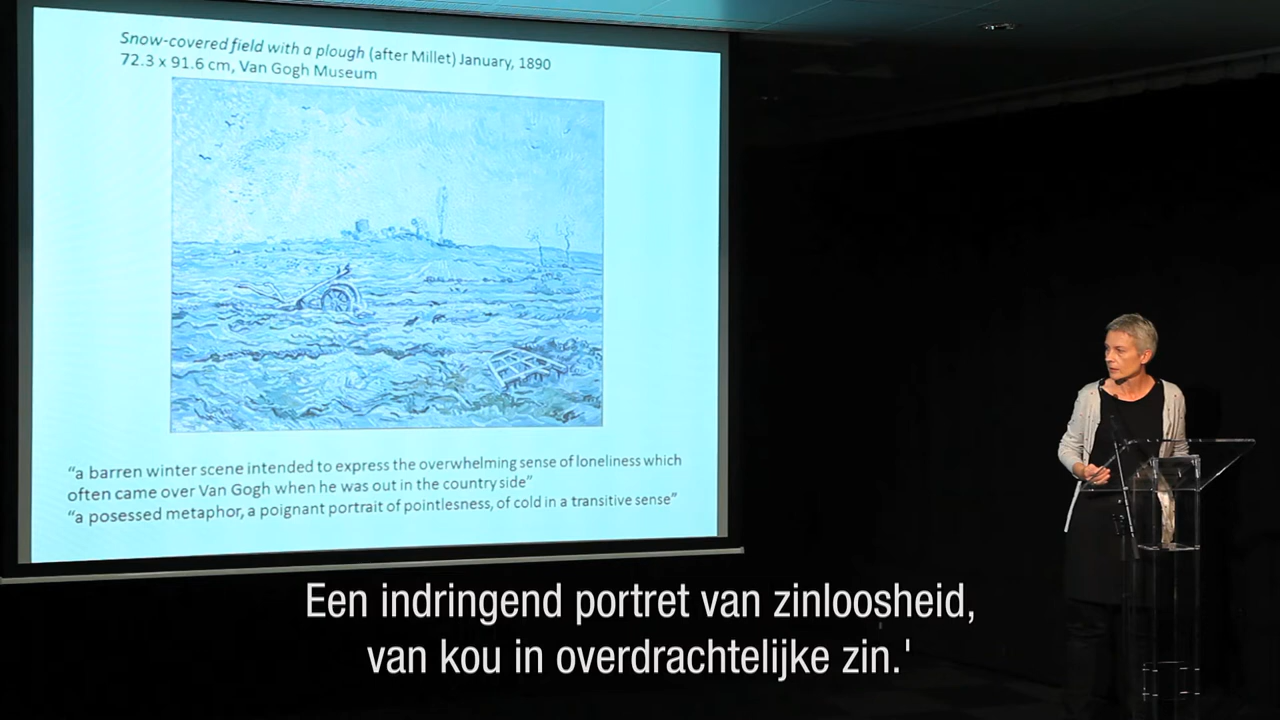 Snow-covered field with a plough (after Millet) January, 1890
72.3 x 91.6 cm, Van Gogh Museum
“a barren winter scene intended to express the overwhelming sense of loneliness which
often came over Van Gogh when he was out in the country side”
“a posessed metaphor, a poignant portrait of pointlesness, of cold in a transitive sense”
Een indringend portret van zinloosheid,
van kou in overdrachtelijke zin.'